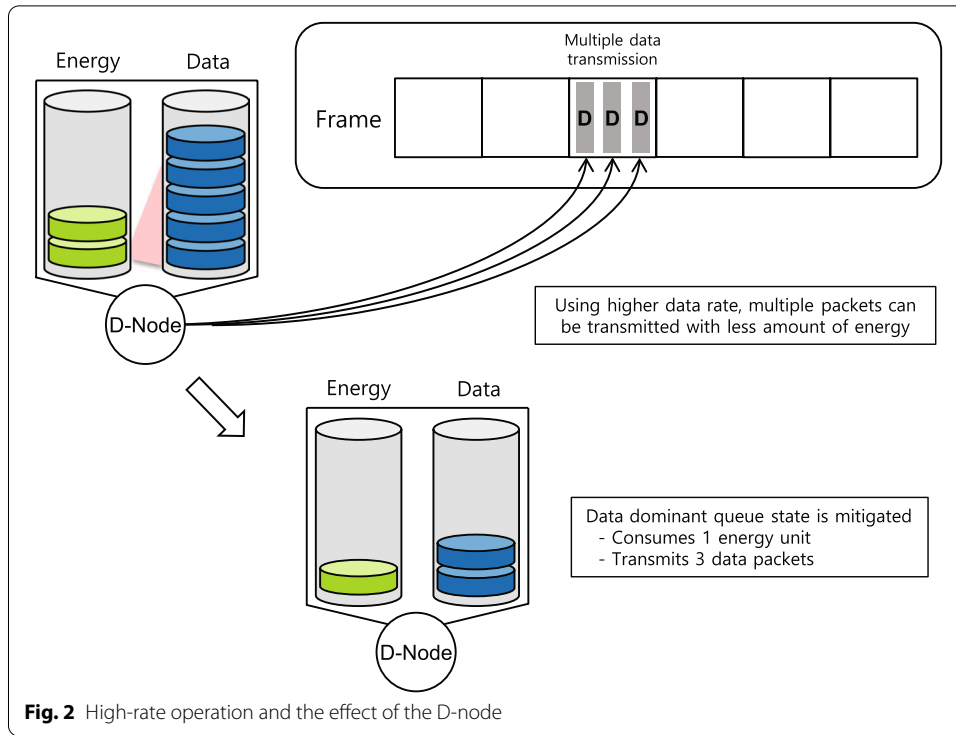 Energy Data
Multiple data
transmission
Frame
D D D
D-Node
Using higher data rate, multiple packets can
be transmitted with less amount of energy
Energy Data
Data dominant queue state is mitigated
- Consumes 1 energy unit
- Transmits 3 data packets
D-Node
Fig. 2 High-rate operation and the effect of the D-node